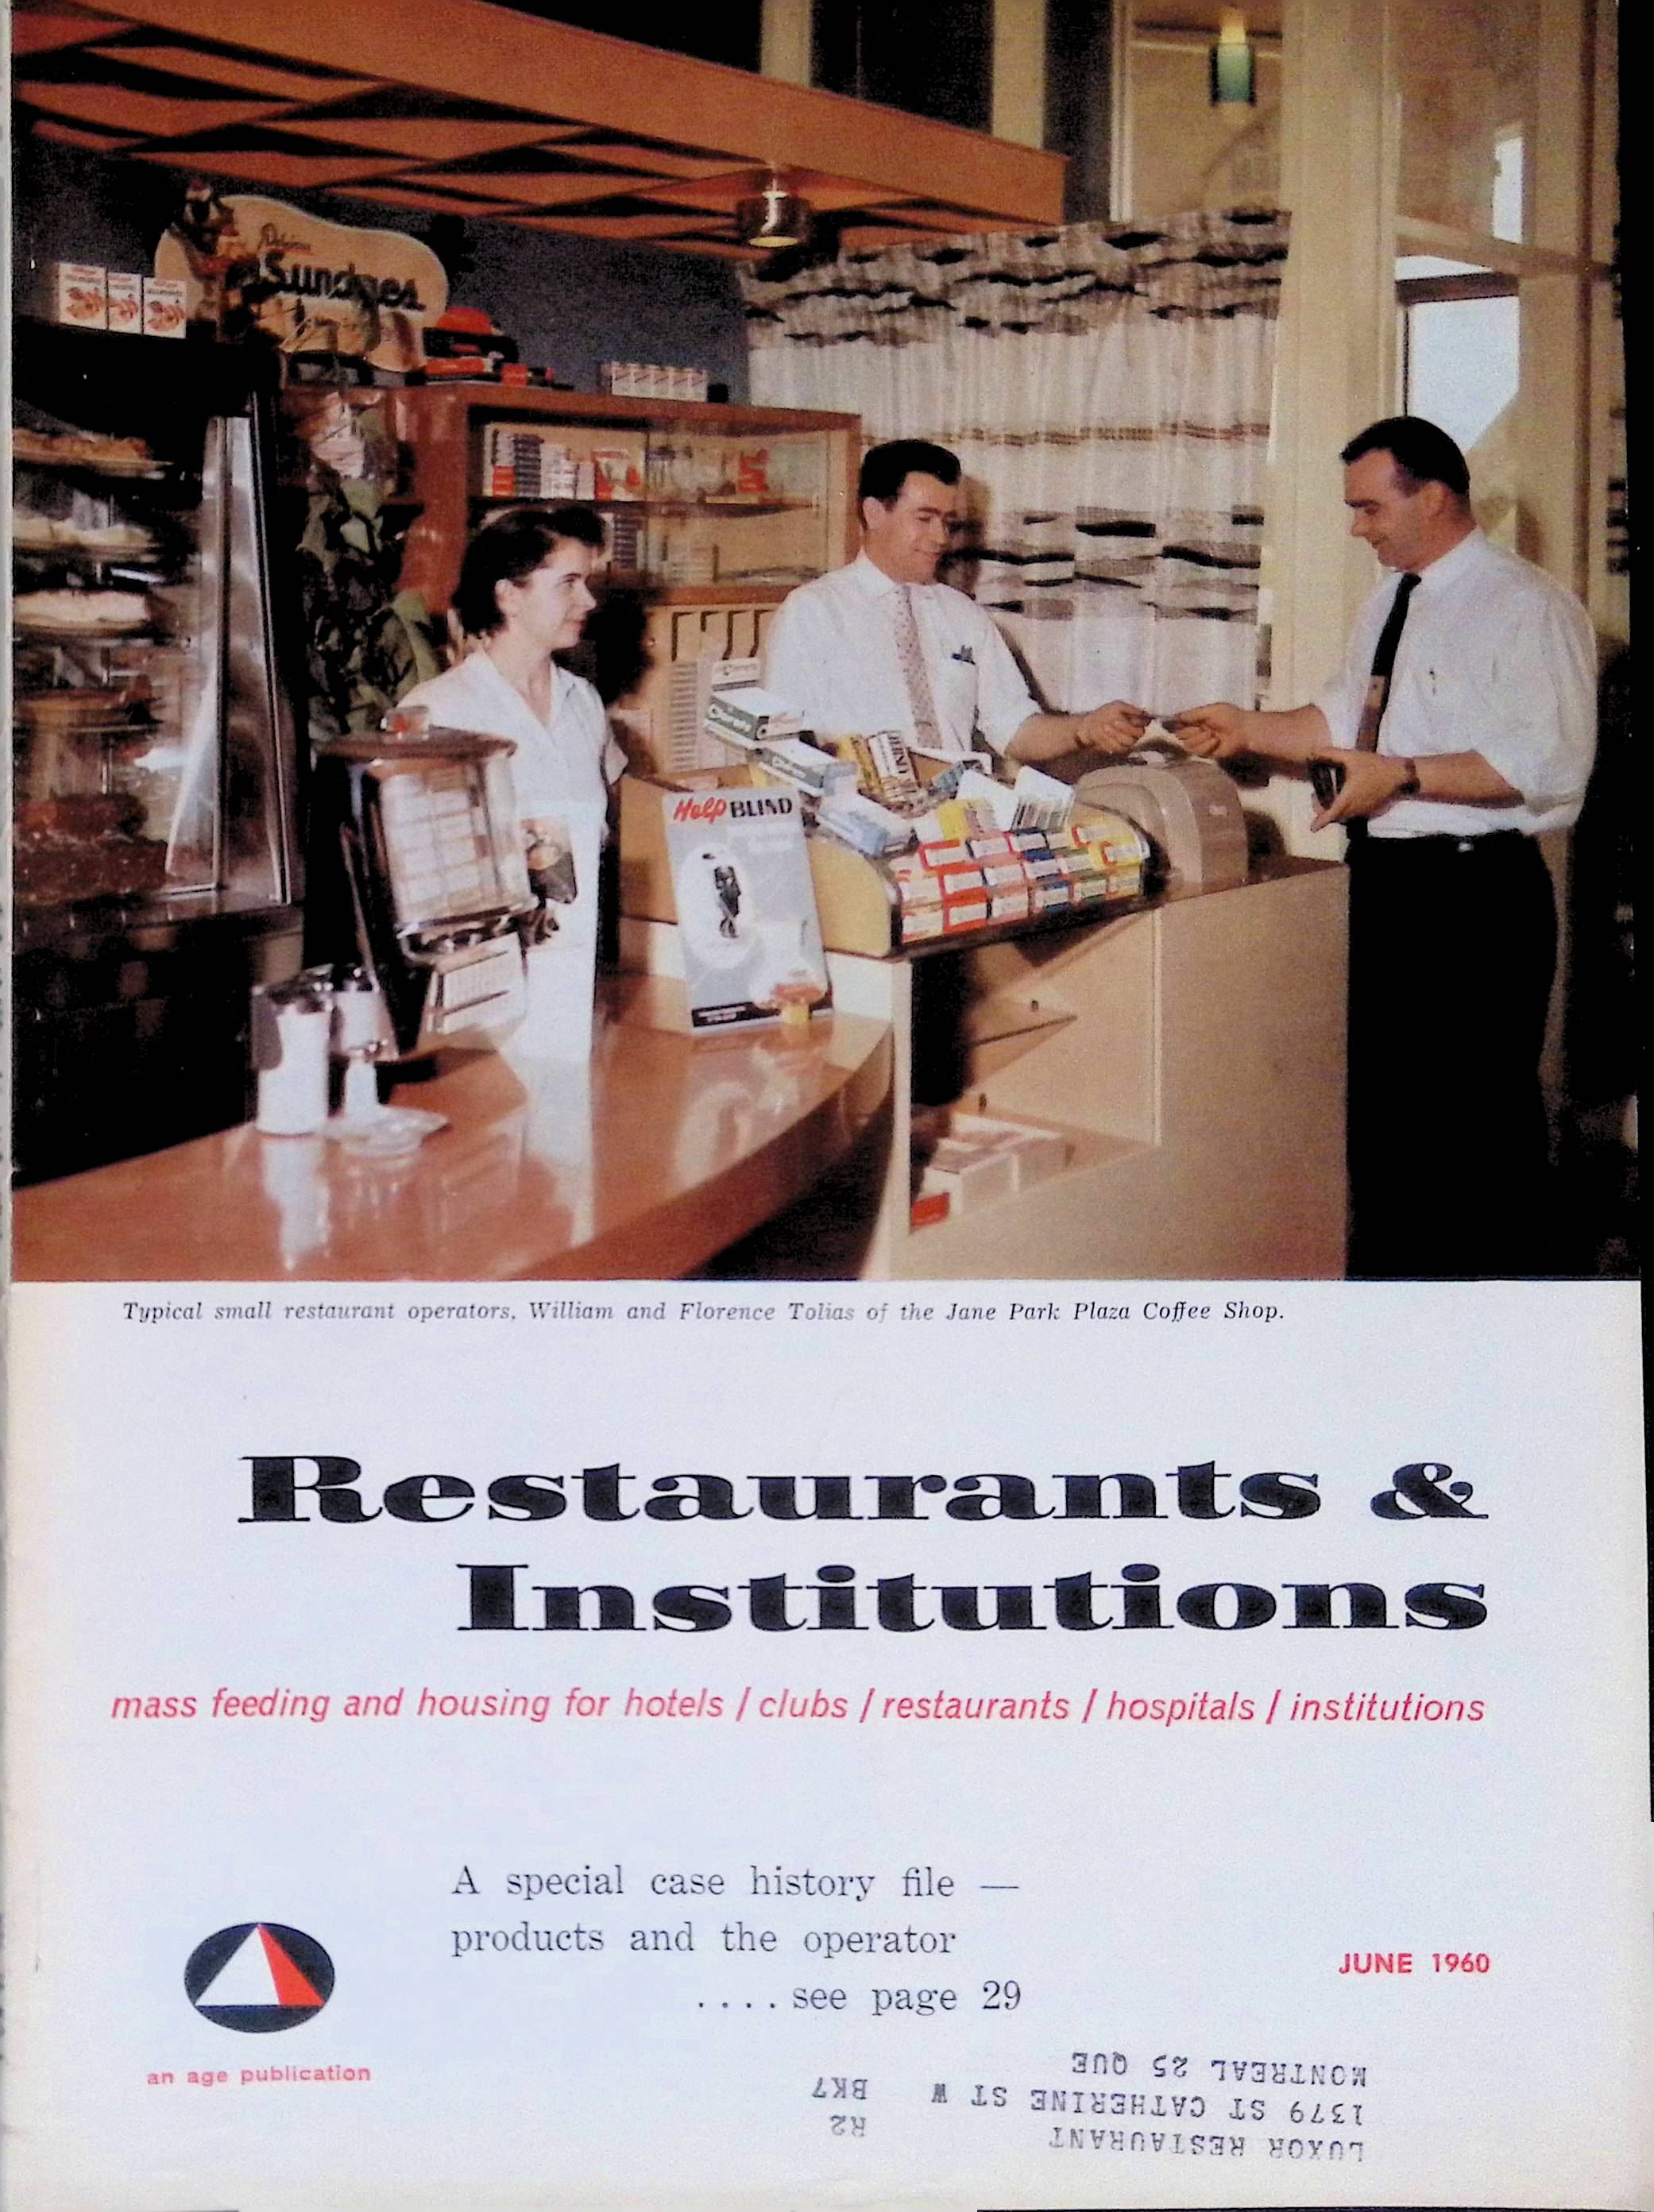 Sundaes
Help BLIND
Typical small restaurant operators, William and Florence Tolias of the Jane Park Plaza Coffee Shop.
Restaurants &
Institutions
mass feeding and housing for hotels / clubs / restaurants / hospitals / institutions
A special case history file —
products and the operator
....see page 29
JUNE 1960
an age publication
LUXOR RESTAURANT R2
1379 ST CATHERINE ST W BK7
MONTREAL 25 QUE